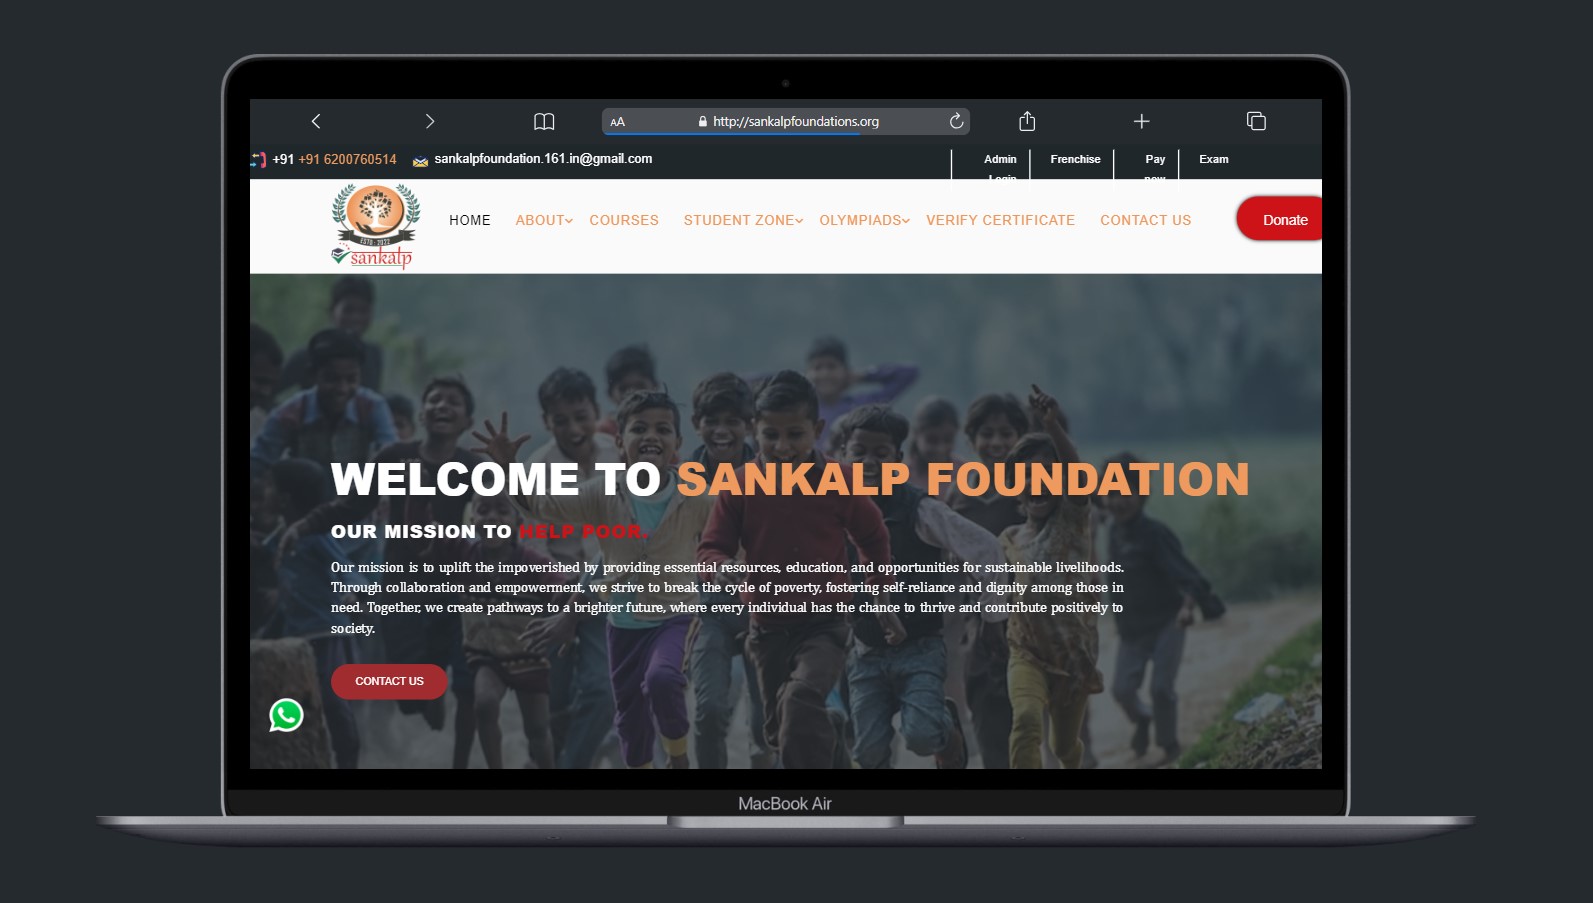 AA http://sankalpfoundations.org
+91 +91 6200760514 sankalpfoundation.161.in@gmail.com Admin Login Frenchise Pay now Exam
ESTD - 2022
sankalp
HOME ABOUT COURSES STUDENT ZONE OLYMPIADS VERIFY CERTIFICATE CONTACT US Donate
WELCOME TO SANKALP FOUNDATION
OUR MISSION TO HELP POOR.
Our mission is to uplift the impoverished by providing essential resources, education, and opportunities for sustainable livelihoods.
Through collaboration and empowerment, we strive to break the cycle of poverty, fostering self-reliance and dignity among those in
need. Together, we create pathways to a brighter future, where every individual has the chance to thrive and contribute positively to
society.
CONTACT US
MacBook Air